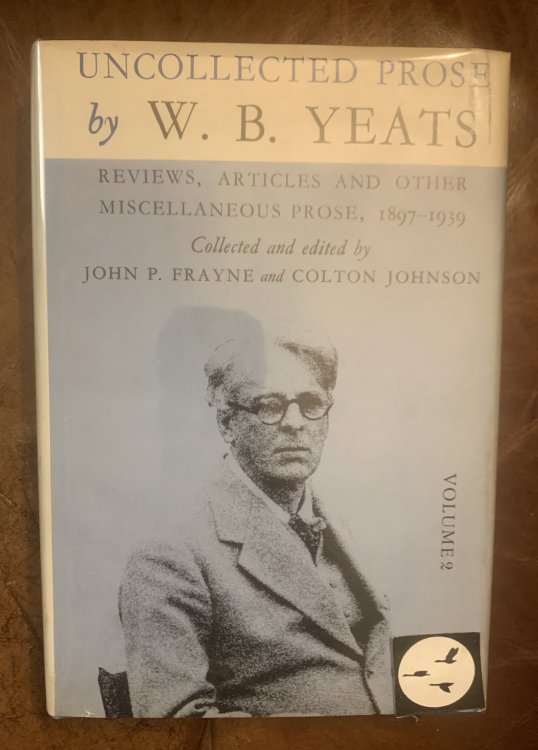 UNCOLLECTED PROSE
by W. B. YEATS
REVIEWS, ARTICLES AND OTHER
MISCELLANEOUS PROSE, 1897–1939
Collected and edited by
JOHN P. FRAYNE and COLTON JOHNSON
VOLUME 2